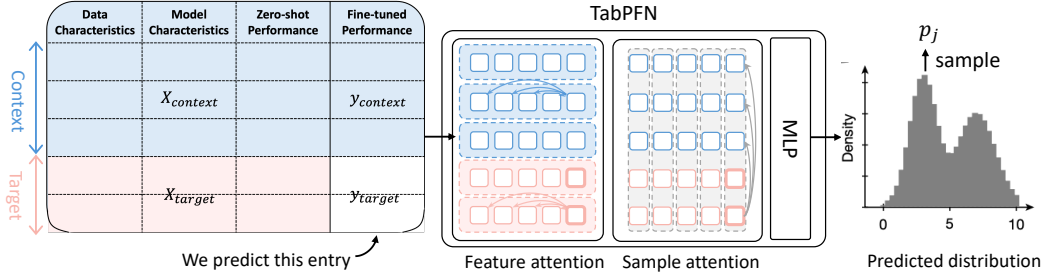 TabPFN
Data Characteristics
Model Characteristics
Zero-shot Performance
Fine-tuned Performance
Context
X_context
y_context
Target
X_target
y_target
We predict this entry
Feature attention
Sample attention
MLP
p_j
sample
Density
0
5
10
Predicted distribution